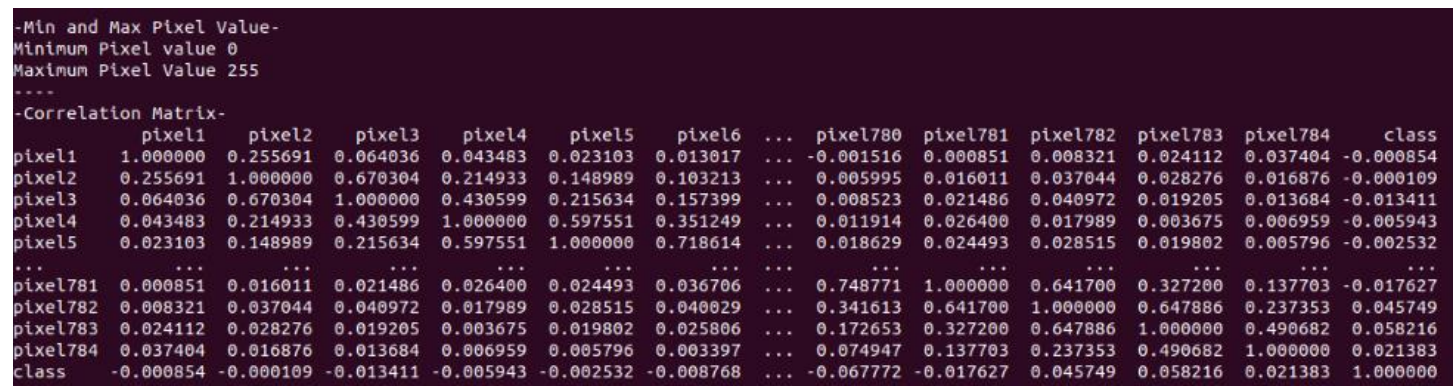 -Min and Max Pixel Value-
Minimum Pixel value 0
Maximum Pixel Value 255
----
-Correlation Matrix-
pixel1 pixel2 pixel3 pixel4 pixel5 pixel6 ... pixel780 pixel781 pixel782 pixel783 pixel784 class
pixel1 1.000000 0.255691 0.064036 0.043483 0.023103 0.013017 ... -0.001516 0.000851 0.008321 0.024112 0.037404 -0.000854
pixel2 0.255691 1.000000 0.670304 0.214933 0.148989 0.103213 ... 0.005995 0.016011 0.037044 0.028276 0.016876 -0.000109
pixel3 0.064036 0.670304 1.000000 0.430599 0.215634 0.157399 ... 0.008523 0.021486 0.040972 0.019205 0.013684 -0.013411
pixel4 0.043483 0.214933 0.430599 1.000000 0.597551 0.351249 ... 0.011914 0.026400 0.017989 0.003675 0.006959 -0.005943
pixel5 0.023103 0.148989 0.215634 0.597551 1.000000 0.718614 ... 0.018629 0.024493 0.028515 0.019802 0.005796 -0.002532
... ... ... ... ... ... ... ... ... ... ... ... ... ...
pixel781 0.000851 0.016011 0.021486 0.026400 0.024493 0.036706 ... 0.748771 1.000000 0.641700 0.327200 0.137703 -0.017627
pixel782 0.008321 0.037044 0.040972 0.017989 0.028515 0.040029 ... 0.341613 0.641700 1.000000 0.647886 0.237353 0.045749
pixel783 0.024112 0.028276 0.019205 0.003675 0.019802 0.025806 ... 0.172653 0.327200 0.647886 1.000000 0.490682 0.058216
pixel784 0.037404 0.016876 0.013684 0.006959 0.005796 0.003397 ... 0.074947 0.137703 0.237353 0.490682 1.000000 0.021383
class -0.000854 -0.000109 -0.013411 -0.005943 -0.002532 -0.008768 ... -0.067772 -0.017627 0.045749 0.058216 0.021383 1.000000